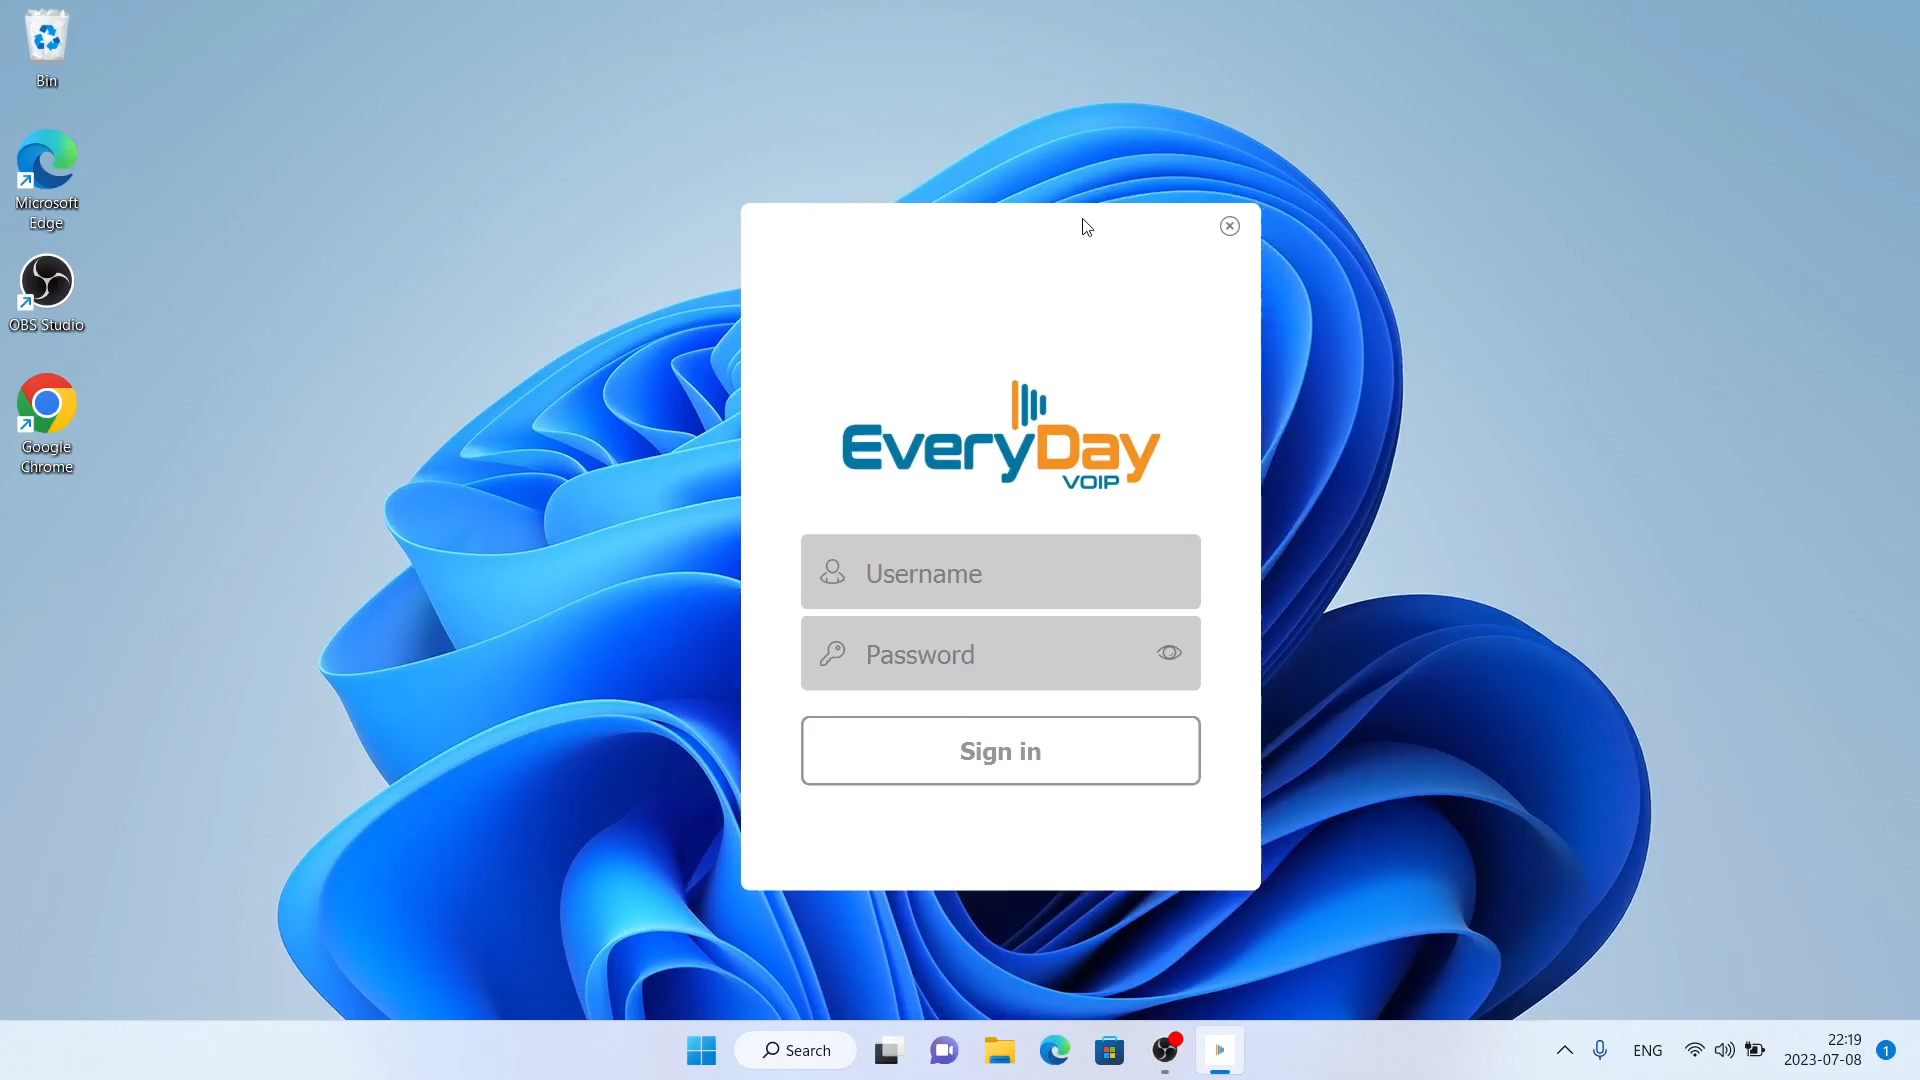 Bin
Microsoft
Edge
OBS Studio
Google
Chrome
EveryDay
VOIP
Username
Password
Sign in
Search
ENG
22:19
2023-07-08
1